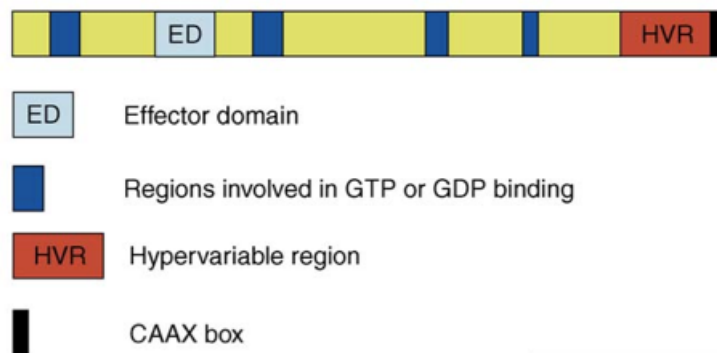 ED HVR
ED Effector domain
Regions involved in GTP or GDP binding
HVR Hypervariable region
CAAX box